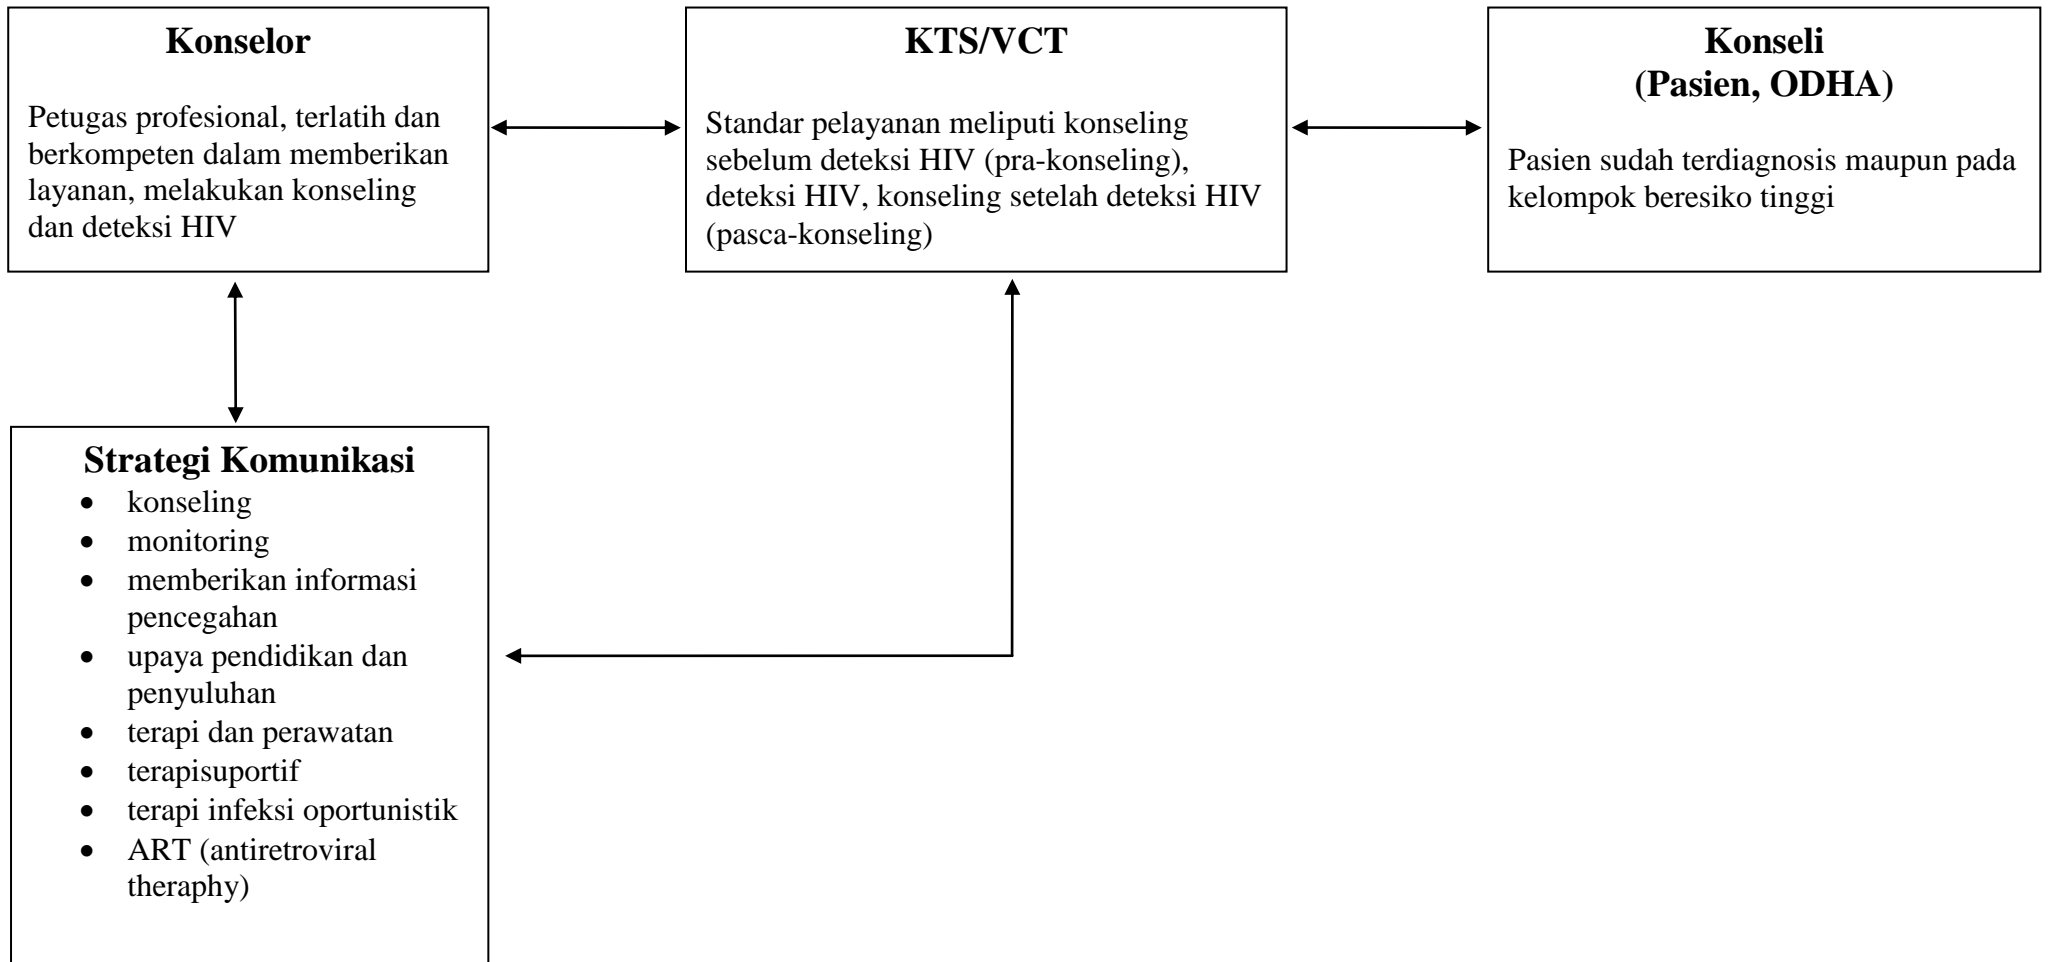 Konselor
Petugas profesional, terlatih dan
berkompeten dalam memberikan
layanan, melakukan konseling
dan deteksi HIV
KTS/VCT
Standar pelayanan meliputi konseling
sebelum deteksi HIV (pra-konseling),
deteksi HIV, konseling setelah deteksi HIV
(pasca-konseling)
Konseli
(Pasien, ODHA)
Pasien sudah terdiagnosis maupun pada
kelompok beresiko tinggi
Strategi Komunikasi
• konseling
• monitoring
• memberikan informasi
pencegahan
• upaya pendidikan dan
penyuluhan
• terapi dan perawatan
• terapisuportif
• terapi infeksi oportunistik
• ART (antiretroviral
theraphy)